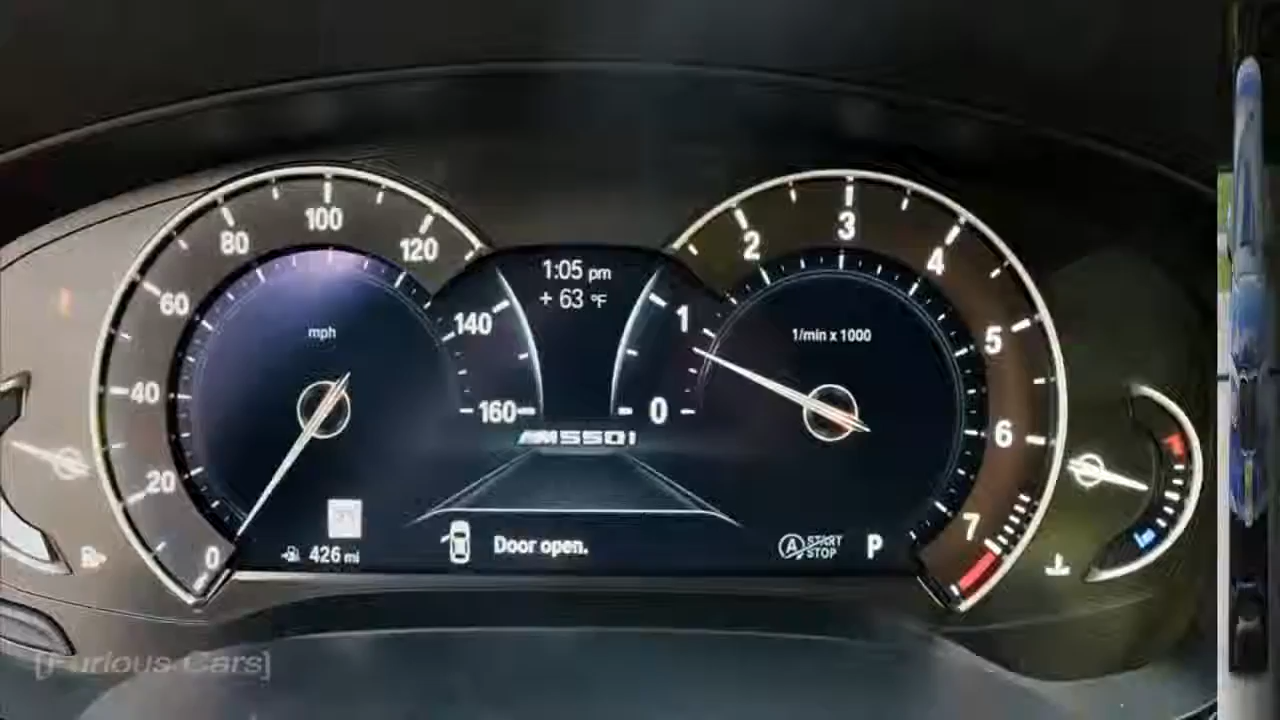 100
80
120
60
mph
140
40
160
20
0
426 mi
1:05 pm
+ 63 °F
M550i
Door open.
2
3
4
1
1/min x 1000
5
0
6
7
A START
STOP
P
[Furious Cars]